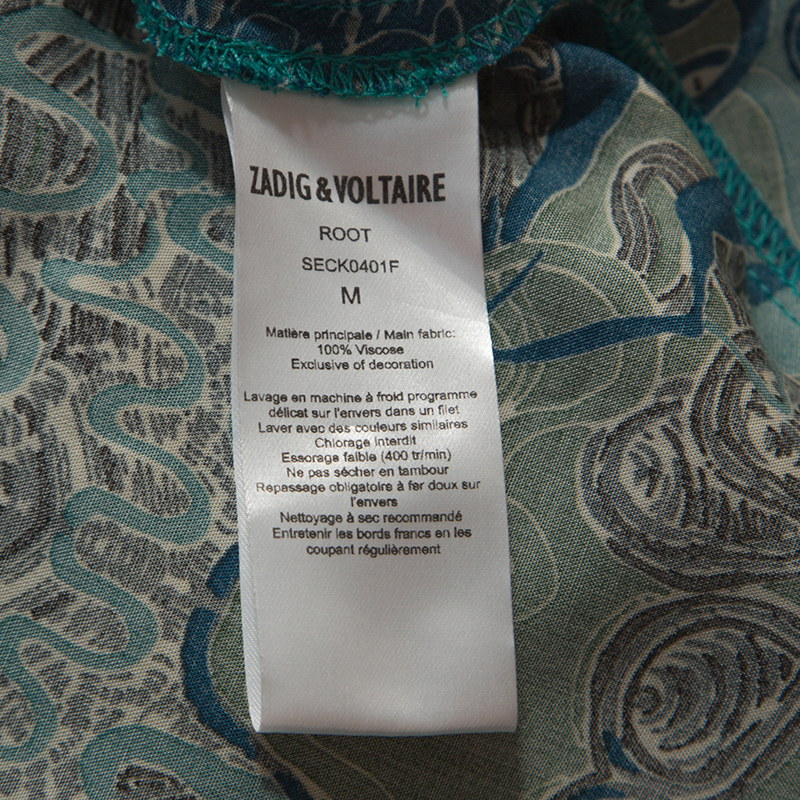 ZADIG & VOLTAIRE
ROOT
SECK0401F
M
Matière principale / Main fabric:
100% Viscose
Exclusive of decoration
Lavage en machine à froid programme
délicat sur l'envers dans un filet
Laver avec des couleurs similaires
Chlorage interdit
Essorage faible (400 tr/min)
Ne pas sécher en tambour
Repassage obligatoire à fer doux sur
l'envers
Nettoyage à sec recommandé
Entretenir les bords francs en les
coupant régulièrement